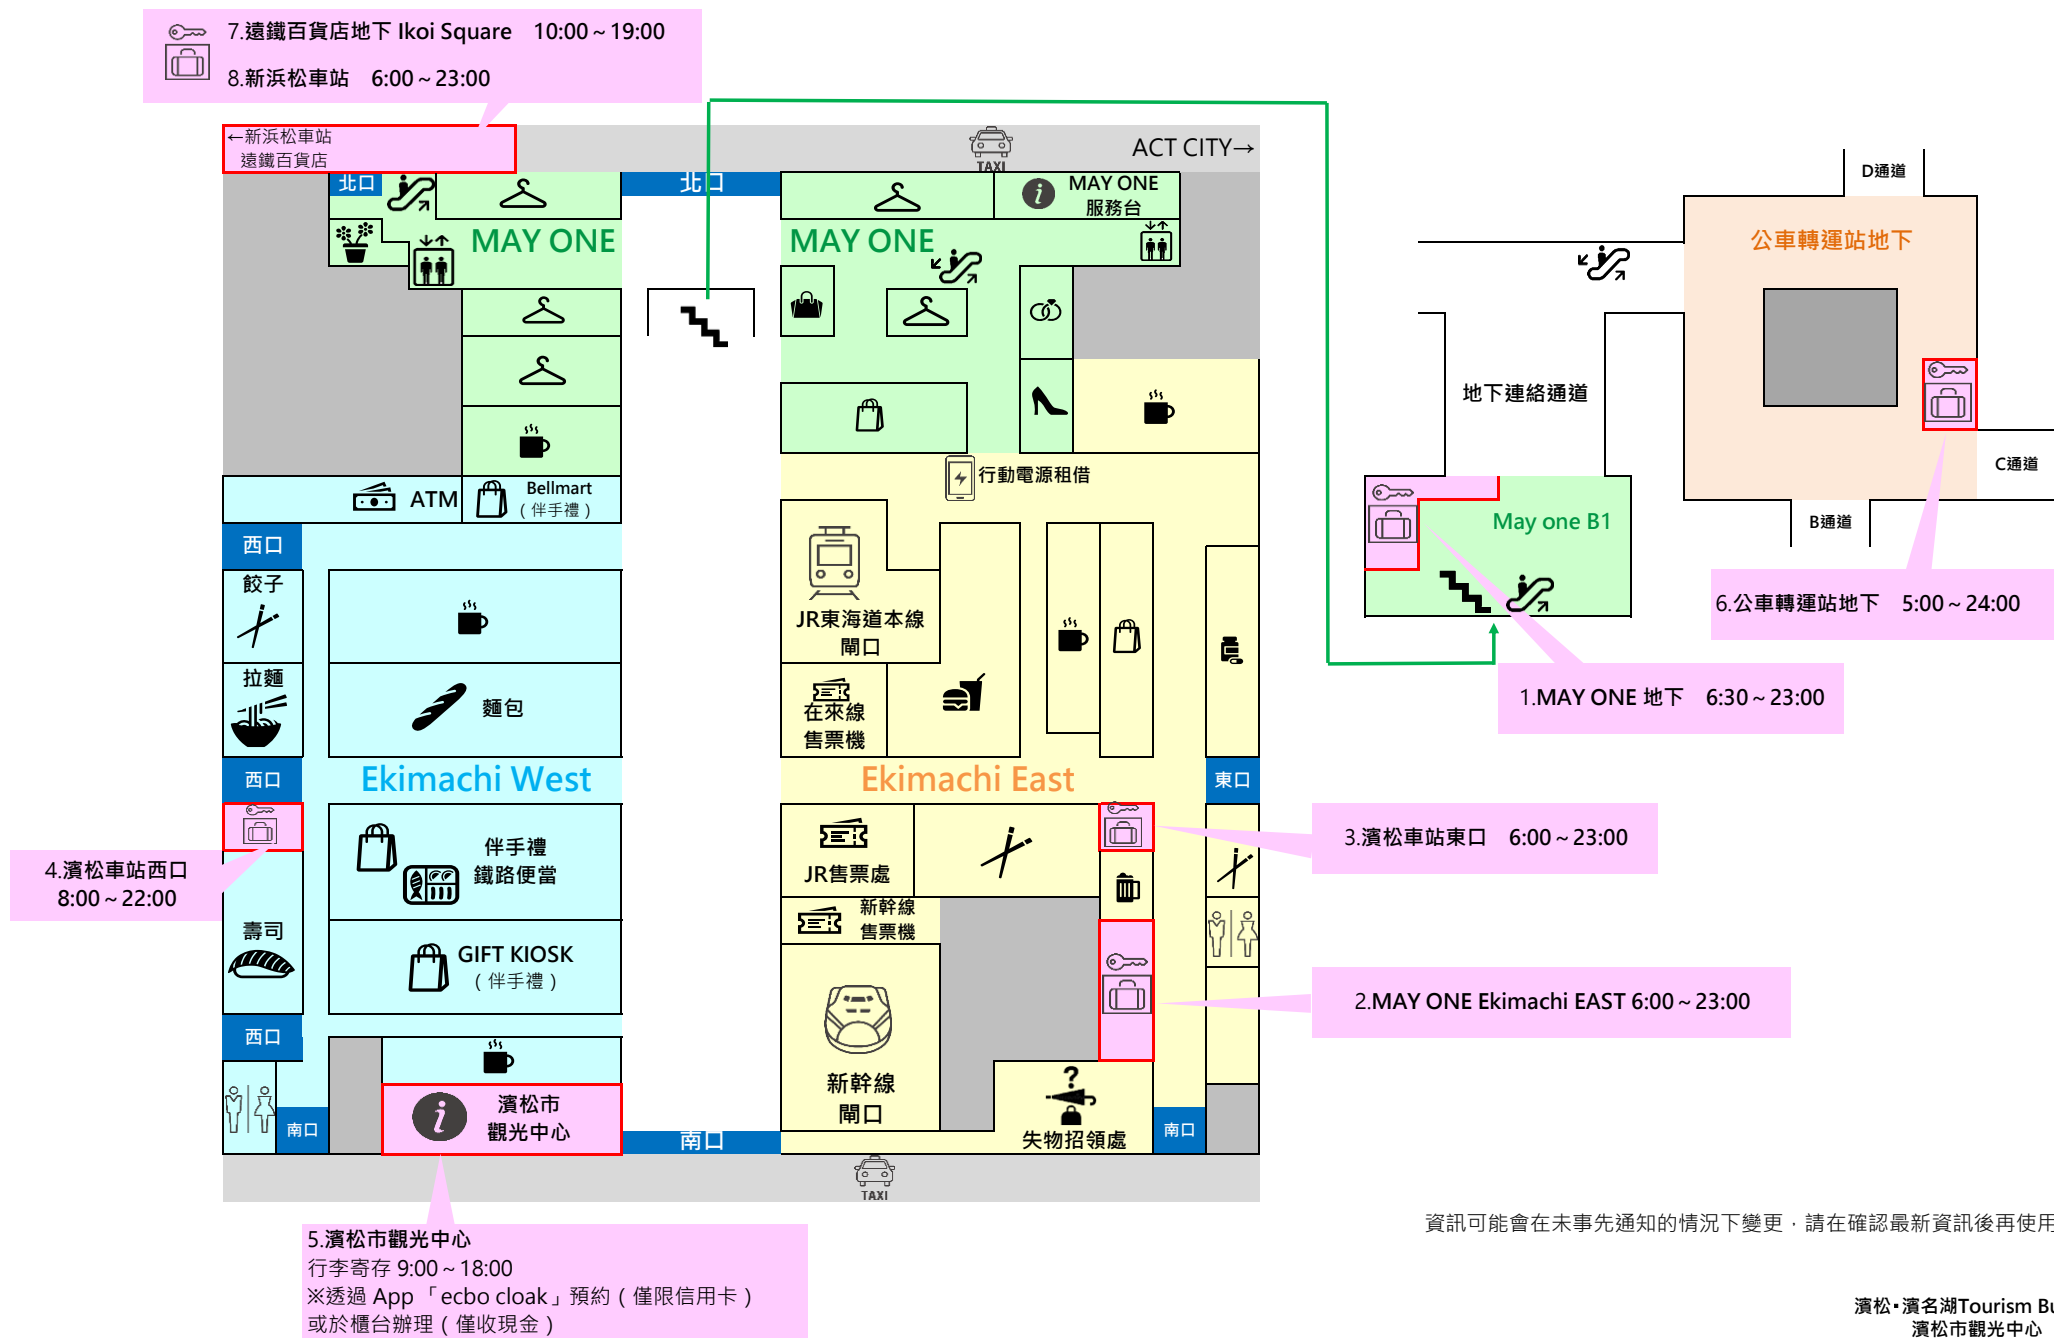 7.遠鐵百貨店地下 Ikoi Square　10:00～19:00
8.新浜松車站　6:00～23:00
←新浜松車站
遠鐵百貨店
TAXI
ACT CITY→
北口
北口
MAY ONE
服務台
MAY ONE
MAY ONE
行動電源租借
ATM
Bellmart
（伴手禮）
西口
餃子
拉麵
麵包
JR東海道本線
閘口
在來線
售票機
西口
Ekimachi West
Ekimachi East
東口
4.濱松車站西口
8:00～22:00
伴手禮
鐵路便當
JR售票處
新幹線
售票機
壽司
GIFT KIOSK
（伴手禮）
西口
新幹線
閘口
失物招領處
南口
濱松市
觀光中心
南口
南口
TAXI
5.濱松市觀光中心
行李寄存 9:00～18:00
※透過 App 「ecbo cloak」預約（僅限信用卡）
或於櫃台辦理（僅收現金）
D通道
公車轉運站地下
地下連絡通道
C通道
B通道
May one B1
6.公車轉運站地下　5:00～24:00
1.MAY ONE 地下　6:30～23:00
3.濱松車站東口　6:00～23:00
2.MAY ONE Ekimachi EAST 6:00～23:00
資訊可能會在未事先通知的情況下變更，請在確認最新資訊後再使用
濱松･濱名湖Tourism Bu
濱松市觀光中心